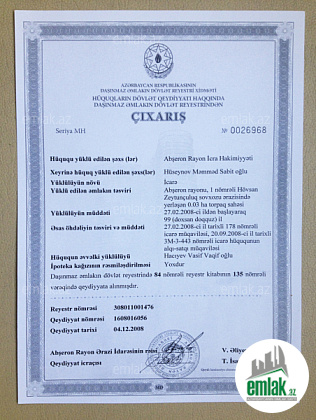 AZƏRBAYCAN RESPUBLİKASININ
DAŞINMAZ ƏMLAKIN DÖVLƏT REYESTRİ XİDMƏTİ
HÜQUQLARIN DÖVLƏT QEYDİYYATI HAQQINDA
DAŞINMAZ ƏMLAKIN DÖVLƏT REYESTRİNDƏN
ÇIXARIŞ
Seriya MH № 0026968
Hüququ yüklü edilən şəxs (lər) Abşeron Rayon İcra Hakimiyyəti
Xeyrinə hüquq yüklü edilən şəxs(lər) Hüseynov Məmməd Sabit oğlu
Yüklülüyün növü İcarə
Yüklü edilən əmlakın təsviri Abşeron rayonu, 1 nömrəli Hövsan
Zeytunçuluq sovxozu ərazisində
yerləşən 0.03 ha torpaq sahəsi
Yüklülüyün müddəti 27.02.2008-ci ildən başlayaraq
99 (doxsan doqquz) il
Əsas öhdəliyin təsviri və müddəti 27.02.2008-ci il tarixli 178 nömrəli
icarə müqaviləsi, 20.09.2008-ci il tarixli
3M-3-443 nömrəli icarə hüququnun
alqı-satqı müqaviləsi
Hüququn əvvəlki yüklülüyü Hacıyev Vasif Vaqif oğlu
İpoteka kağızının rəsmiləşdirilməsi Yoxdur
Daşınmaz əmlakın dövlət reyestrində 84 nömrəli reyestr kitabının 135 nömrəli
vərəqində qeydiyyata alınmışdır.
Reyestr nömrəsi 308011001476
Qeydiyyat nömrəsi 1608016056
Qeydiyyat tarixi 04.12.2008
Abşeron Rayon Ərazi İdarəsinin rəisi V.
Qeydiyyat icraçısı T.
emlak.az